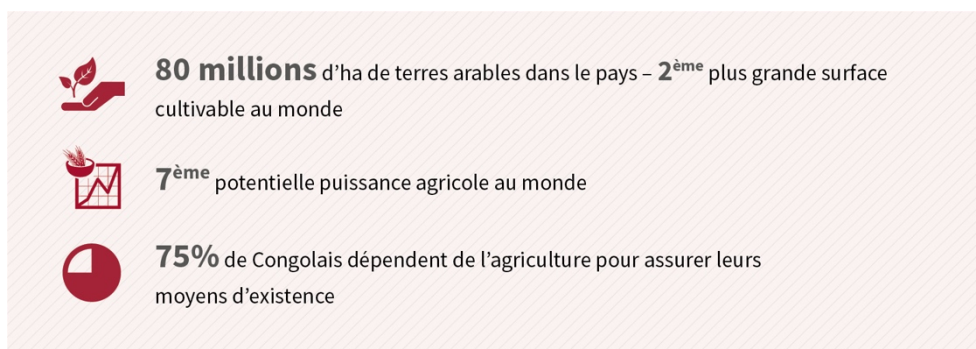 80 millions d’ha de terres arables dans le pays – 2ème plus grande surface
cultivable au monde
7ème potentielle puissance agricole au monde
75% de Congolais dépendent de l’agriculture pour assurer leurs
moyens d’existence